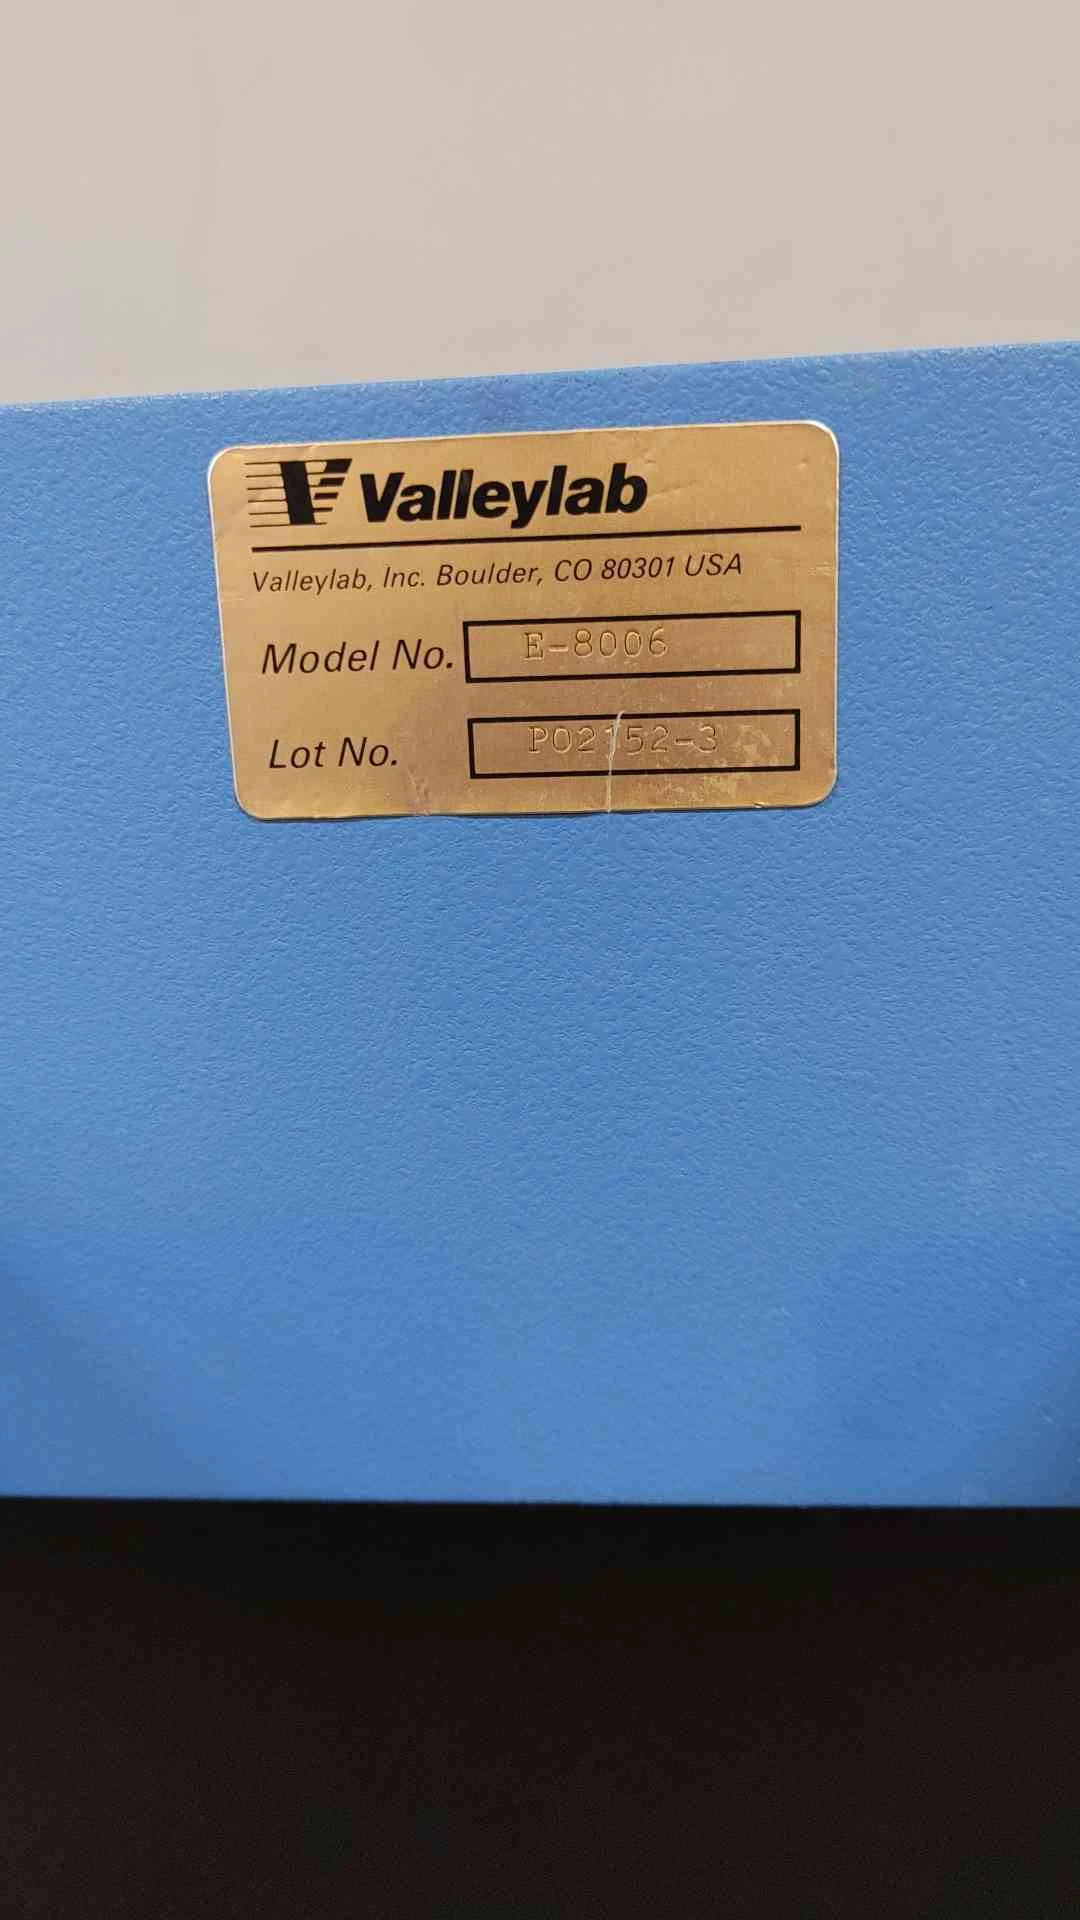 Valleylab
Valleylab, Inc. Boulder, CO 80301 USA
Model No. E-8006
Lot No. P02152-3